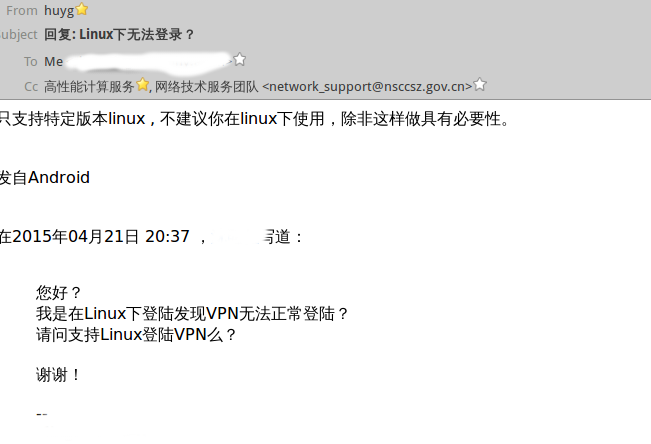 From huyg
ubject 回复: Linux下无法登录？
To Me
Cc 高性能计算服务, 网络技术服务团队 <network_support@nsccsz.gov.cn>
只支持特定版本linux , 不建议你在linux下使用，除非这样做具有必要性。
发自Android
在2015年04月21日 20:37 ， 写道：
您好？
我是在Linux下登陆发现VPN无法正常登陆？
请问支持Linux登陆VPN么？
谢谢！
--